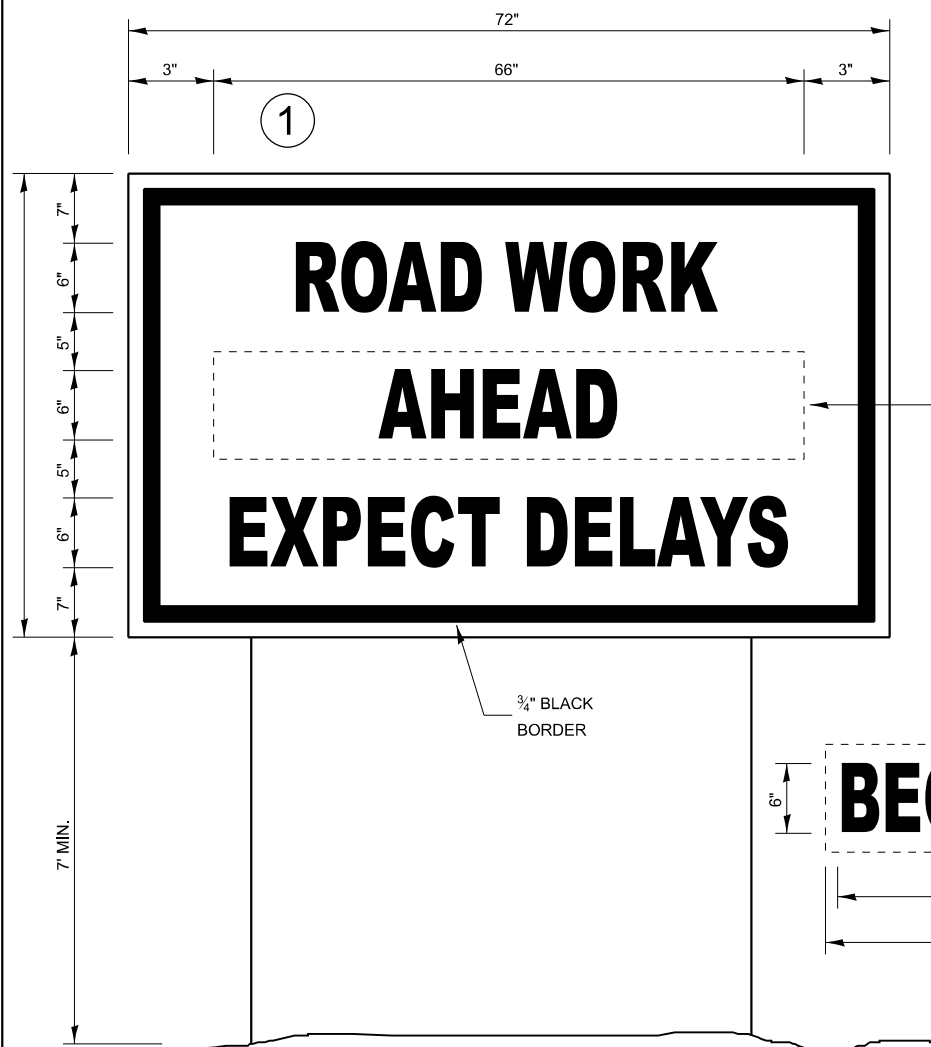 72"
3"
66"
3"
1
7"
6"
5"
6"
5"
6"
7"
ROAD WORK
AHEAD
EXPECT DELAYS
¾" BLACK
BORDER
7' MIN.
6"